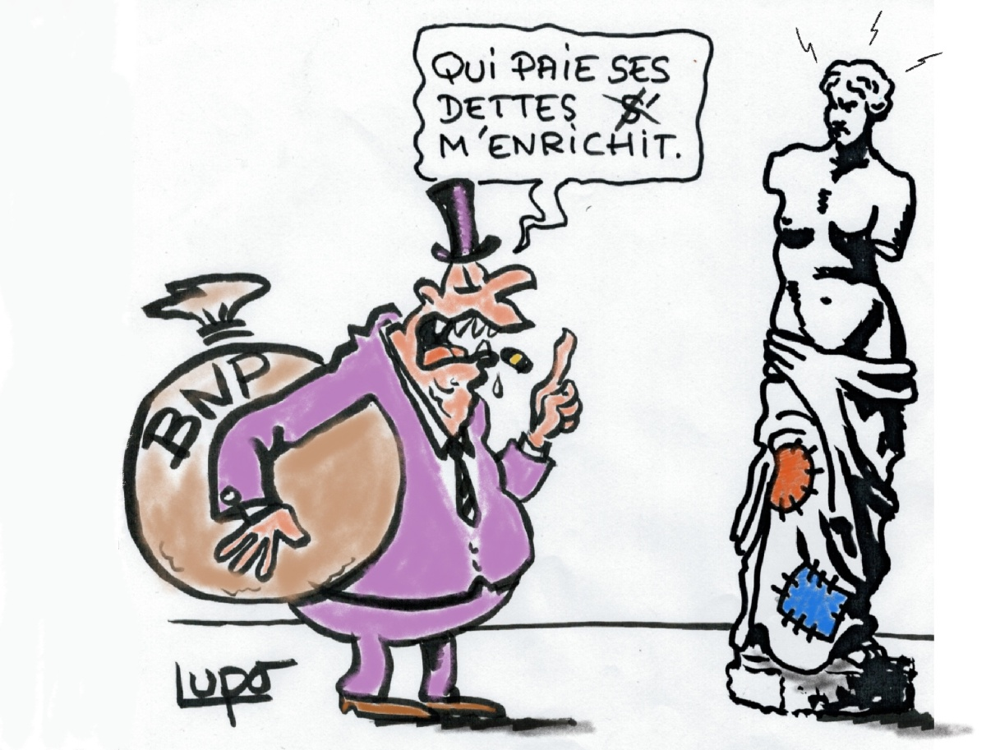 QUI PAIE SES
DETTES S'
M'ENRICHIT.
BNP
LUPO